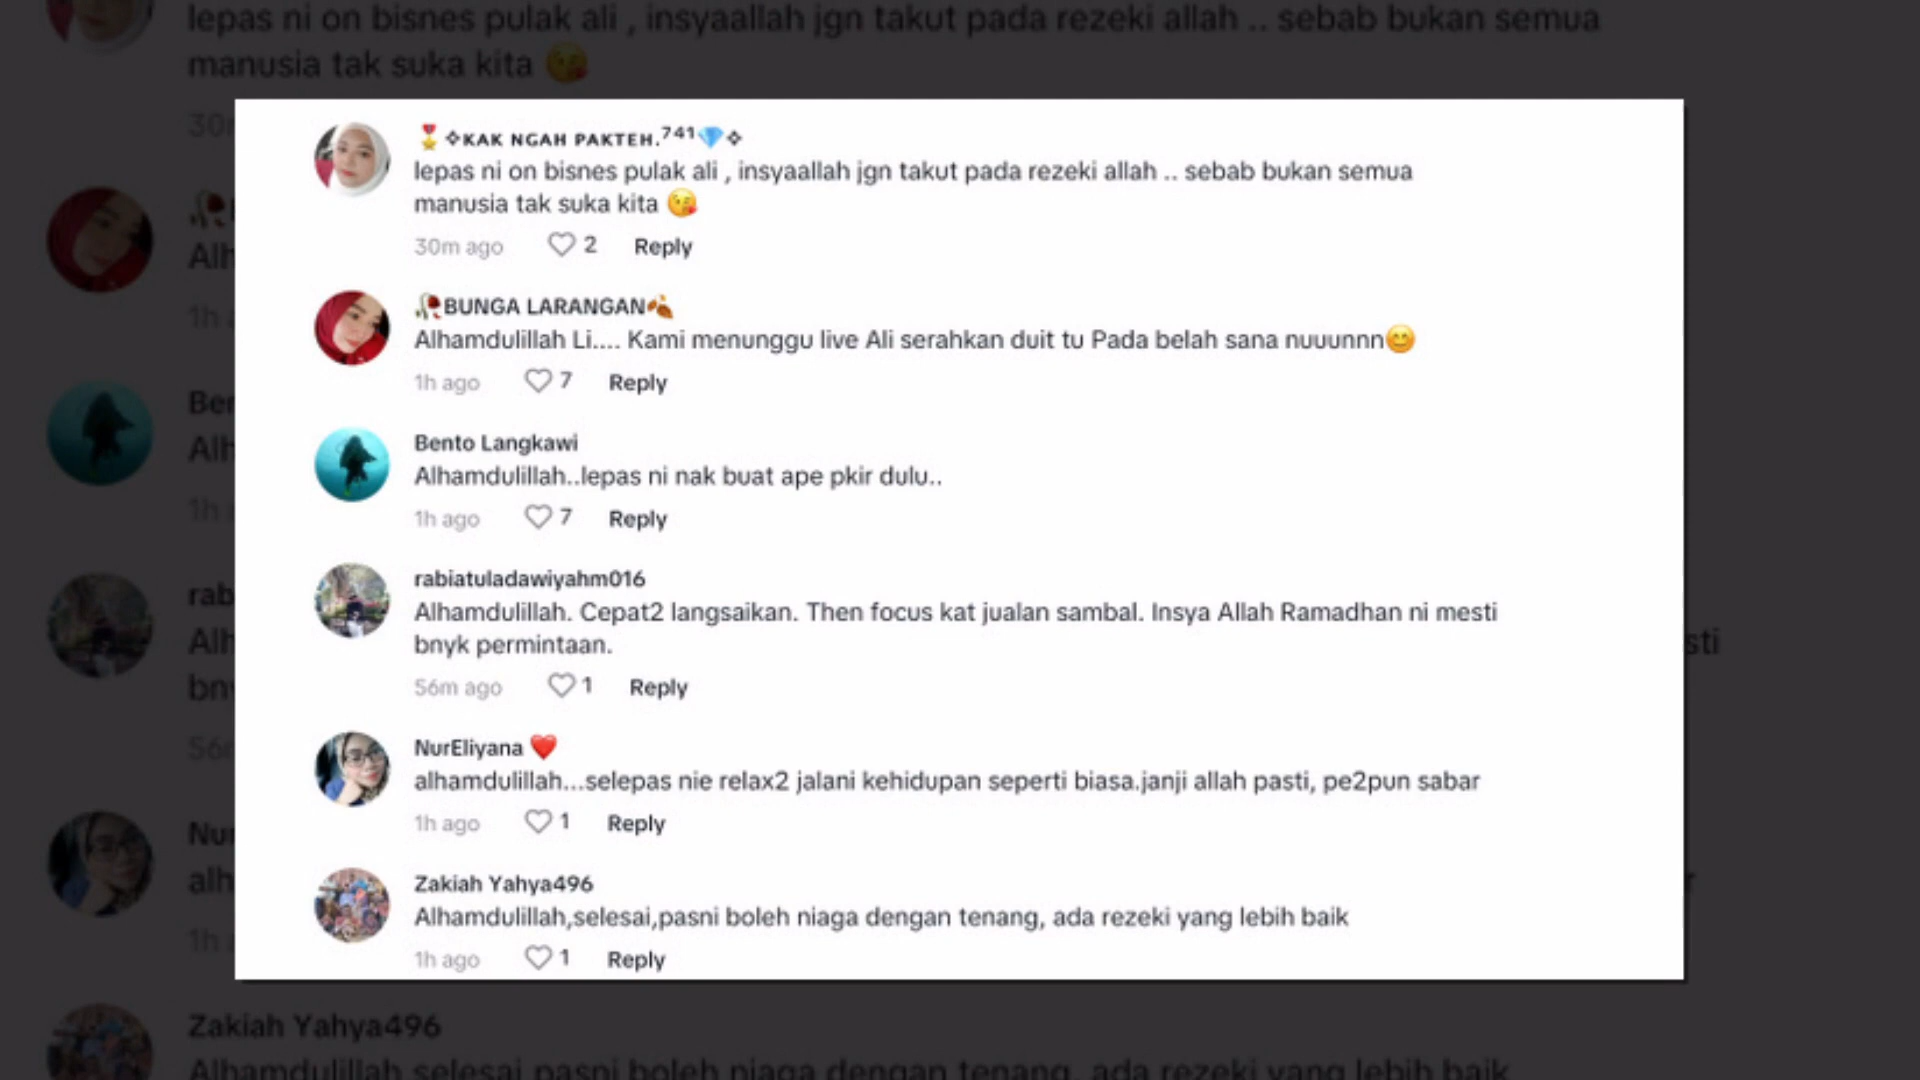 lepas ni on bisnes pulak ali , insyaallah jgn takut pada rezeki allah .. sebab bukan semua
manusia tak suka kita 😘
🎖️✧KAK NGAH PAKTEH.⁷⁴¹💎✧
lepas ni on bisnes pulak ali , insyaallah jgn takut pada rezeki allah .. sebab bukan semua
manusia tak suka kita 😘
30m ago 2 Reply
🥀BUNGA LARANGAN🍂
Alhamdulillah Li.... Kami menunggu live Ali serahkan duit tu Pada belah sana nuuunnn😊
1h ago 7 Reply
Bento Langkawi
Alhamdulillah..lepas ni nak buat ape pkir dulu..
1h ago 7 Reply
rabiatuladawiyahm016
Alhamdulillah. Cepat2 langsaikan. Then focus kat jualan sambal. Insya Allah Ramadhan ni mesti
bnyk permintaan.
56m ago 1 Reply
NurEliyana ❤️
alhamdulillah...selepas nie relax2 jalani kehidupan seperti biasa.janji allah pasti, pe2pun sabar
1h ago 1 Reply
Zakiah Yahya496
Alhamdulillah,selesai,pasni boleh niaga dengan tenang, ada rezeki yang lebih baik
1h ago 1 Reply
Zakiah Yahya496
Alhamdulillah,selesai,pasni boleh niaga dengan tenang, ada rezeki yang lebih baik